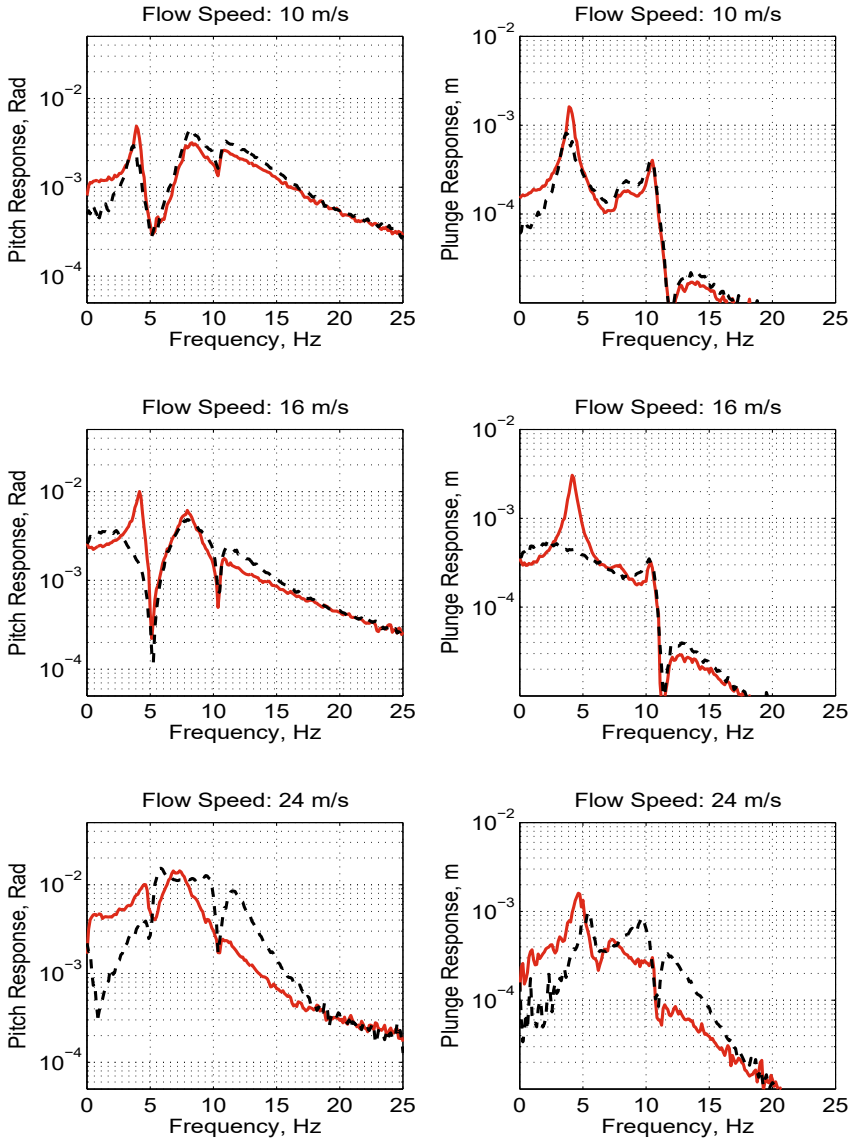 Flow Speed: 10 m/s
Pitch Response, Rad
10^-2
10^-3
10^-4
0 5 10 15 20 25
Frequency, Hz
Flow Speed: 10 m/s
Plunge Response, m
10^-2
10^-3
10^-4
0 5 10 15 20 25
Frequency, Hz
Flow Speed: 16 m/s
Pitch Response, Rad
10^-2
10^-3
10^-4
0 5 10 15 20 25
Frequency, Hz
Flow Speed: 16 m/s
Plunge Response, m
10^-2
10^-3
10^-4
0 5 10 15 20 25
Frequency, Hz
Flow Speed: 24 m/s
Pitch Response, Rad
10^-2
10^-3
10^-4
0 5 10 15 20 25
Frequency, Hz
Flow Speed: 24 m/s
Plunge Response, m
10^-2
10^-3
10^-4
0 5 10 15 20 25
Frequency, Hz